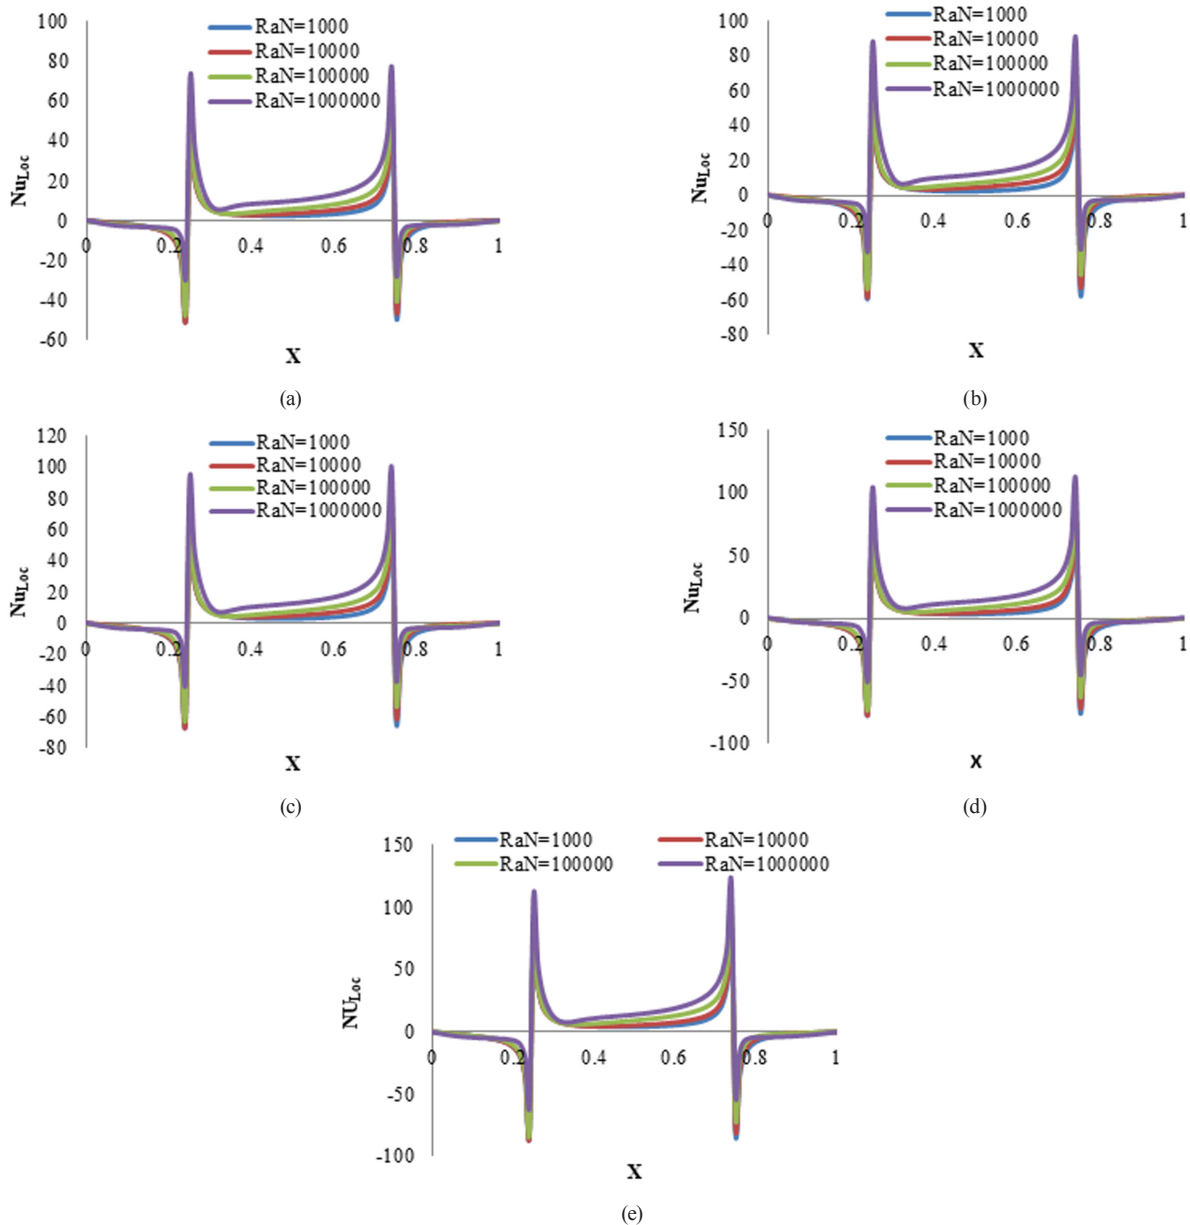 100
80
60
40
20
0
-20
-40
-60
NuLoc
RaN=1000
RaN=10000
RaN=100000
RaN=1000000
0 0.2 0.4 0.6 0.8 1
X
(a)
100
80
60
40
20
0
-20
-40
-60
-80
NuLoc
RaN=1000
RaN=10000
RaN=100000
RaN=1000000
0 0.2 0.4 0.6 0.8 1
X
(b)
120
100
80
60
40
20
0
-20
-40
-60
-80
NuLoc
RaN=1000
RaN=10000
RaN=100000
RaN=1000000
0 0.2 0.4 0.6 0.8 1
X
(c)
150
100
50
0
-50
-100
NuLoc
RaN=1000
RaN=10000
RaN=100000
RaN=1000000
0 0.2 0.4 0.6 0.8 1
X
(d)
150
100
50
0
-50
-100
NULoc
RaN=1000 RaN=10000
RaN=100000 RaN=1000000
0 0.2 0.4 0.6 0.8 1
X
(e)